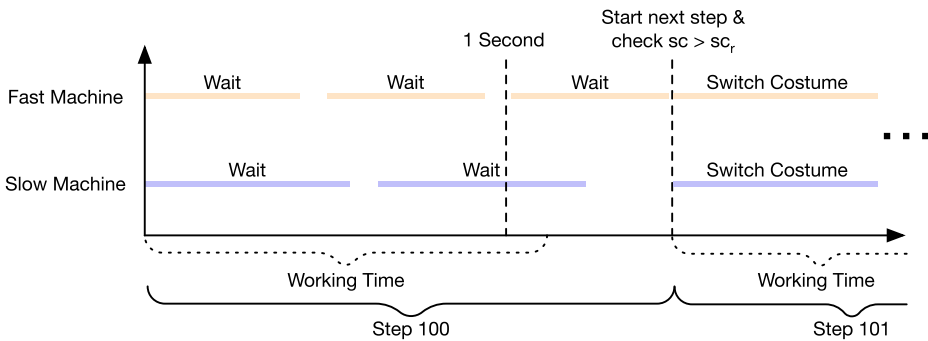 Start next step &
1 Second
check sc > scr
Wait
Wait
Wait
Switch Costume
Fast Machine
Wait
Wait
Switch Costume
Slow Machine
Working Time
Working Time
Step 100
Step 101